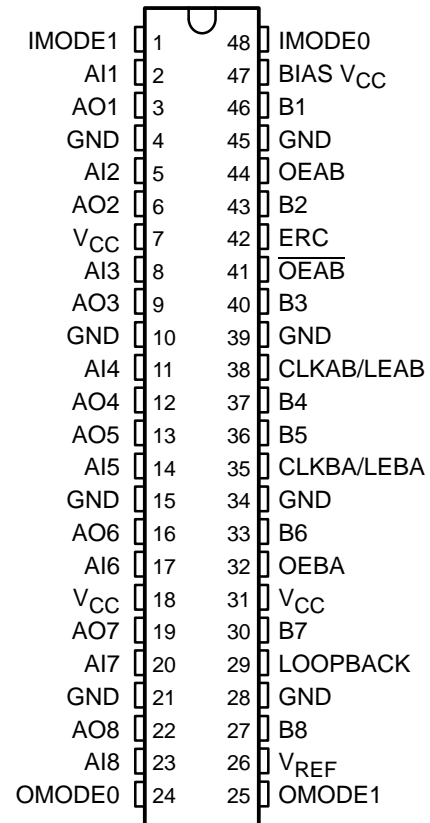 IMODE1 1 48 IMODE0
AI1 2 47 BIAS VCC
AO1 3 46 B1
GND 4 45 GND
AI2 5 44 OEAB
AO2 6 43 B2
VCC 7 42 ERC
AI3 8 41 O̅E̅A̅B̅
AO3 9 40 B3
GND 10 39 GND
AI4 11 38 CLKAB/LEAB
AO4 12 37 B4
AO5 13 36 B5
AI5 14 35 CLKBA/LEBA
GND 15 34 GND
AO6 16 33 B6
AI6 17 32 OEBA
VCC 18 31 VCC
AO7 19 30 B7
AI7 20 29 LOOPBACK
GND 21 28 GND
AO8 22 27 B8
AI8 23 26 VREF
OMODE0 24 25 OMODE1